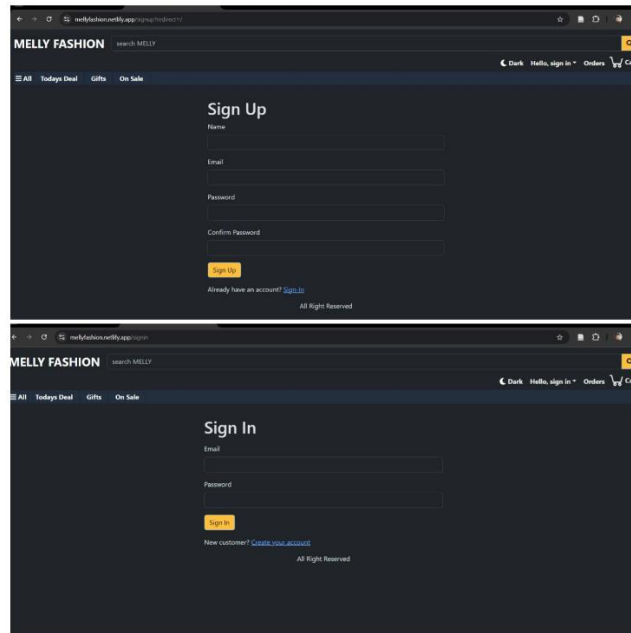 mellyfashion.netlify.app/signup?redirect=/
MELLY FASHION search MELLY
Dark Hello, sign in Orders
All Todays Deal Gifts On Sale
Sign Up
Name
Email
Password
Confirm Password
Sign Up
Already have an account? Sign-In
All Right Reserved
mellyfashion.netlify.app/signin
MELLY FASHION search MELLY
Dark Hello, sign in Orders
All Todays Deal Gifts On Sale
Sign In
Email
Password
Sign In
New customer? Create your account
All Right Reserved